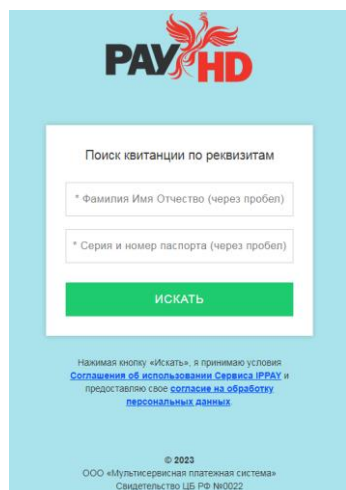 PAY HD
Поиск квитанции по реквизитам
* Фамилия Имя Отчество (через пробел)
* Серия и номер паспорта (через пробел)
ИСКАТЬ
Нажимая кнопку «Искать», я принимаю условия
Соглашения об использовании Сервиса IPPAY и
предоставляю свое согласие на обработку
персональных данных.
© 2023
ООО «Мультисервисная платежная система»
Свидетельство ЦБ РФ №0022